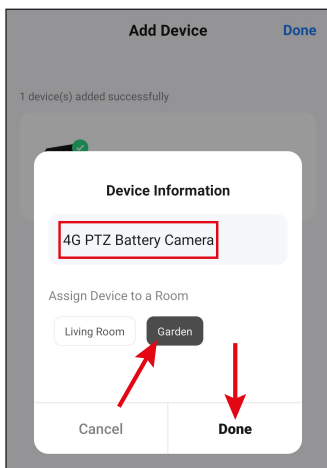 Add Device
Done
1 device(s) added successfully
Device Information
4G PTZ Battery Camera
Assign Device to a Room
Living Room
Garden
Cancel
Done